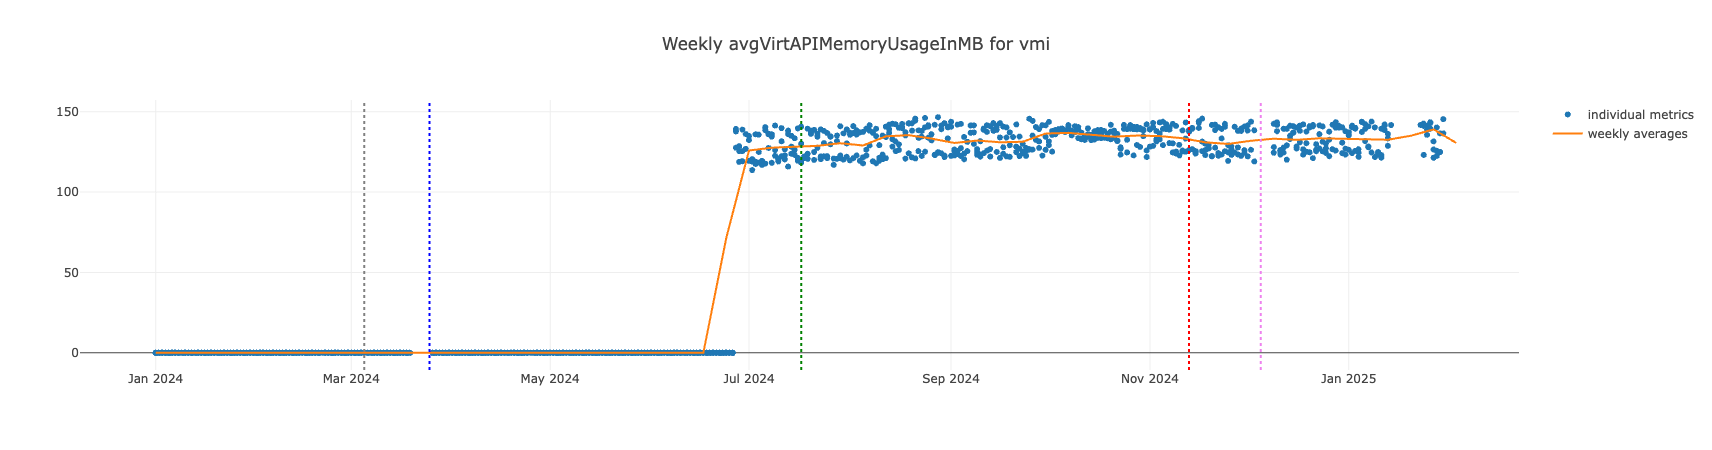 Weekly avgVirtAPIMemoryUsageInMB for vmi
150
100
50
0
Jan 2024
Mar 2024
May 2024
Jul 2024
Sep 2024
Nov 2024
Jan 2025
individual metrics
weekly averages